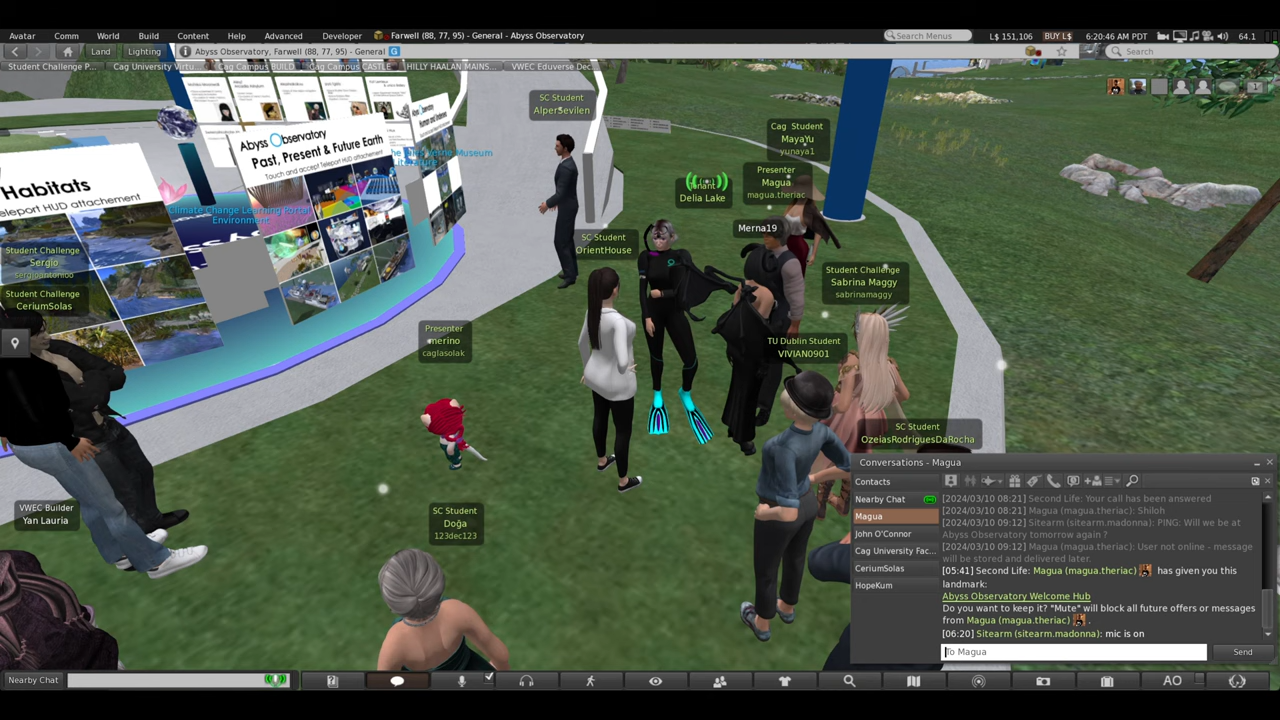 Avatar Comm World Build Content Help Advanced Developer Farwell (88, 77, 95) - General - Abyss Observatory Search Menus L$ 151,106 BUY L$ 6:20:46 AM PDT 64.1
Land Lighting Abyss Observatory, Farwell (88, 77, 95) - General G Search
Student Challenge P... Cag University Virtu... Cag Campus BUILD Cag Campus CASTLE HILLY HAALAN MAINS... VWEC Eduverse Dec...
SC Student
AlperSevilen
Cag Student
MayaYu
yunaya1
Abyss Observatory
Past, Present & Future Earth
Touch and accept Teleport HUD attachement
Museum
Literature
Presenter
Magua
magua.theriac
Tenant
Delia Lake
Habitats
Teleport HUD attachement
Climate Change Learning Portal
Environment
Merna19
SC Student
OrientHouse
Student Challenge
Sergio
sergioantonioo
Student Challenge
CeriumSolas
Student Challenge
Sabrina Maggy
sabrinamaggy
Presenter
merino
caglasolak
TU Dublin Student
VIVIAN0901
SC Student
OzeiasRodriguesDaRocha
VWEC Builder
Yan Lauria
SC Student
Doğa
123dec123
Conversations - Magua
Contacts
Nearby Chat
Magua
John O'Connor
Cag University Fac...
CeriumSolas
HopeKum
[2024/03/10 08:21] Second Life: Your call has been answered
[2024/03/10 08:21] Magua (magua.theriac): Shiloh
[2024/03/10 09:12] Sitearm (sitearm.madonna): PING: Will we be at
Abyss Observatory tomorrow again ?
[2024/03/10 09:12] Magua (magua.theriac): User not online - message
will be stored and delivered later.
[05:41] Second Life: Magua (magua.theriac) has given you this
landmark:
Abyss Observatory Welcome Hub
Do you want to keep it? "Mute" will block all future offers or messages
from Magua (magua.theriac) .
[06:20] Sitearm (sitearm.madonna): mic is on
To Magua Send
Nearby Chat AO